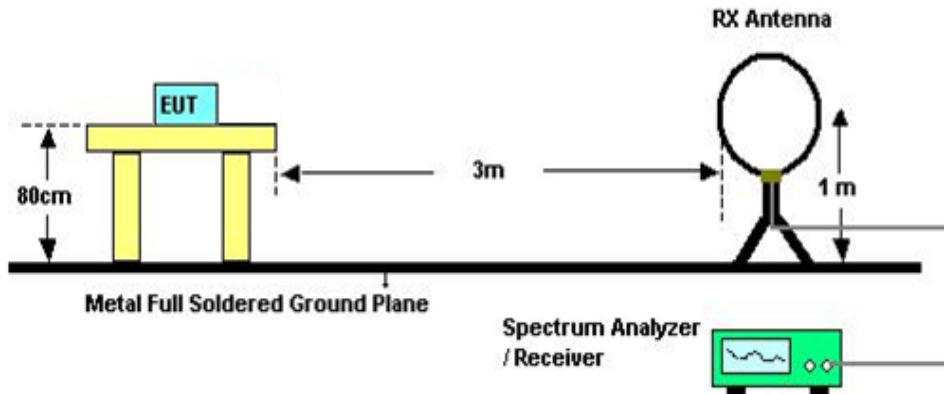 RX Antenna
EUT
3m
80cm
1 m
Metal Full Soldered Ground Plane
Spectrum Analyzer
/ Receiver